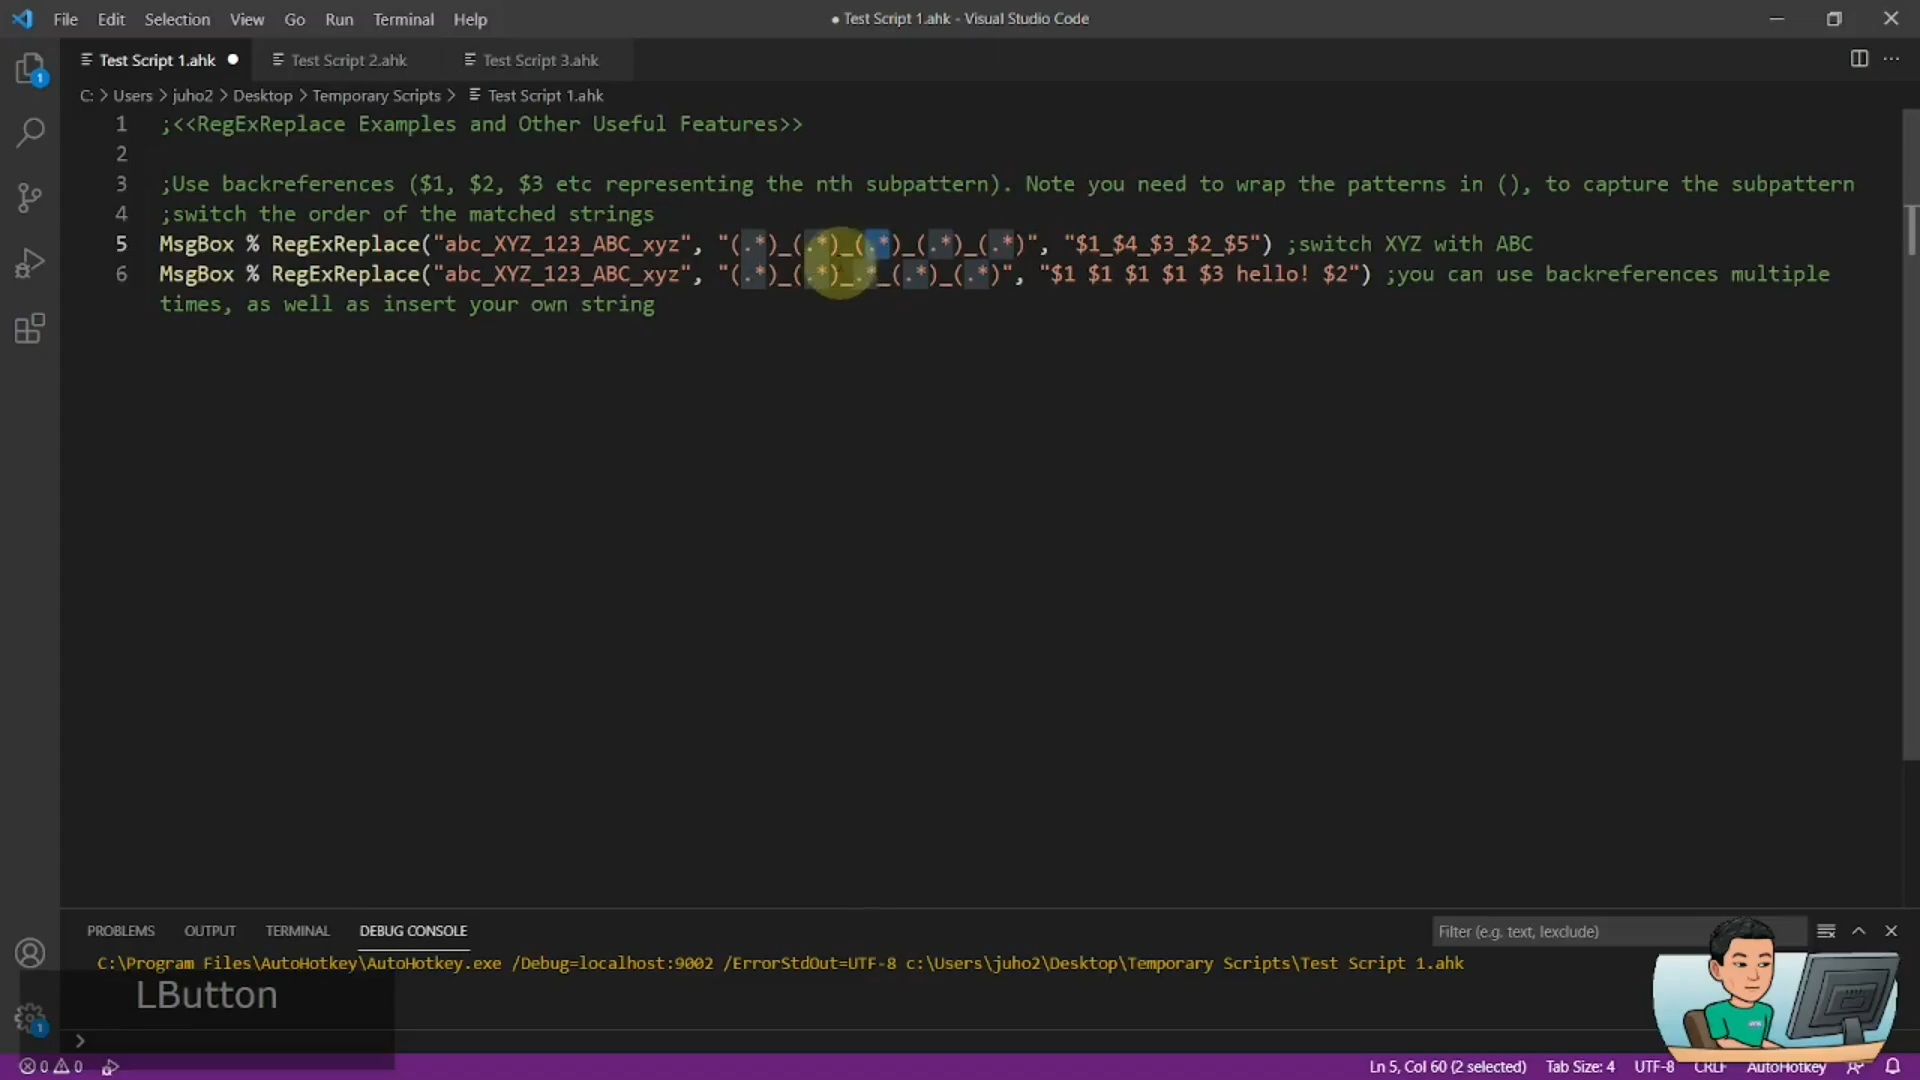 File Edit Selection View Go Run Terminal Help
● Test Script 1.ahk - Visual Studio Code
Test Script 1.ahk ● Test Script 2.ahk Test Script 3.ahk
C: > Users > juho2 > Desktop > Temporary Scripts > Test Script 1.ahk
1 ;<<RegExReplace Examples and Other Useful Features>>
2
3 ;Use backreferences ($1, $2, $3 etc representing the nth subpattern). Note you need to wrap the patterns in (), to capture the subpattern
4 ;switch the order of the matched strings
5 MsgBox % RegExReplace("abc_XYZ_123_ABC_xyz", "(.*)_(.*)_(.*)_(.*)_(.*)", "$1_$4_$3_$2_$5") ;switch XYZ with ABC
6 MsgBox % RegExReplace("abc_XYZ_123_ABC_xyz", "(.*)_(.*)_.*_(.*)_(.*)", "$1 $1 $1 $1 $3 hello! $2") ;you can use backreferences multiple
times, as well as insert your own string
1
PROBLEMS OUTPUT TERMINAL DEBUG CONSOLE
Filter (e.g. text, !exclude)
C:\Program Files\AutoHotkey\AutoHotkey.exe /Debug=localhost:9002 /ErrorStdOut=UTF-8 c:\Users\juho2\Desktop\Temporary Scripts\Test Script 1.ahk
LButton
1
>
0 0
Ln 5, Col 60 (2 selected) Tab Size: 4 UTF-8 CRLF AutoHotkey